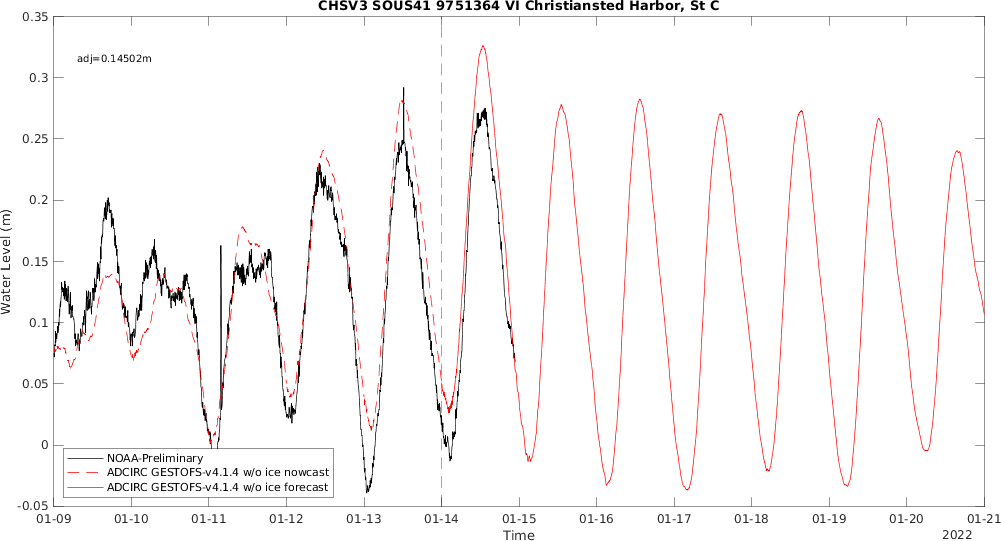 CHSV3 SOUS41 9751364 VI Christiansted Harbor, St C
0.35
adj=0.14502m
0.3
0.25
0.2
0.15
0.1
0.05
0
-0.05
Water Level (m)
NOAA-Preliminary
ADCIRC GESTOFS-v4.1.4 w/o ice nowcast
ADCIRC GESTOFS-v4.1.4 w/o ice forecast
01-09 01-10 01-11 01-12 01-13 01-14 01-15 01-16 01-17 01-18 01-19 01-20 01-21
Time
2022